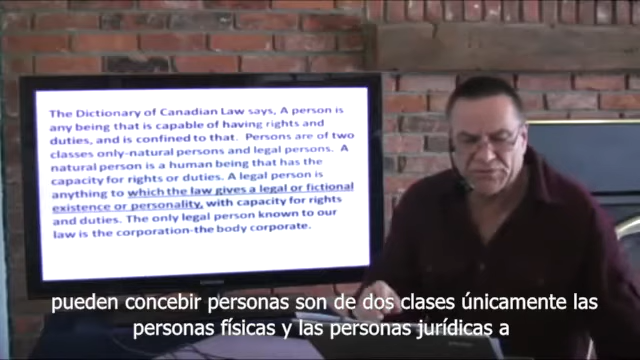 The Dictionary of Canadian Law says, A person is
any being that is capable of having rights and
duties, and is confined to that. Persons are of two
classes only-natural persons and legal persons. A
natural person is a human being that has the
capacity for rights or duties. A legal person is
anything to which the law gives a legal or fictional
existence or personality, with capacity for rights
and duties. The only legal person known to our
law is the corporation-the body corporate.
pueden concebir personas son de dos clases únicamente las
personas físicas y las personas jurídicas a